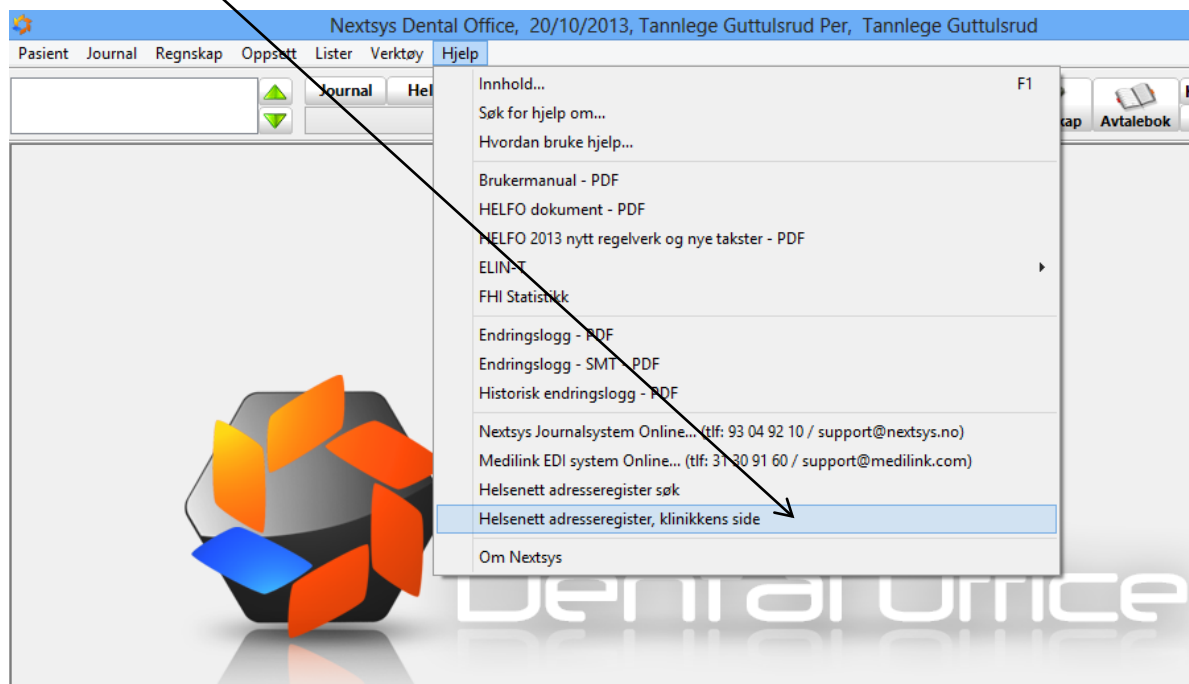 Nextsys Dental Office, 20/10/2013, Tannlege Guttulsrud Per, Tannlege Guttulsrud
Pasient Journal Regnskap Oppsett Lister Verktøy Hjelp
Journal
Avtalebok
Innhold... F1
Søk for hjelp om...
Hvordan bruke hjelp...
Brukermanual - PDF
HELFO dokument - PDF
HELFO 2013 nytt regelverk og nye takster - PDF
ELIN-T
FHI Statistikk
Endringslogg - PDF
Endringslogg - SMT - PDF
Historisk endringslogg - PDF
Nextsys Journalsystem Online... (tlf: 93 04 92 10 / support@nextsys.no)
Medilink EDI system Online... (tlf: 31 30 91 60 / support@medilink.com)
Helsenett adresseregister søk
Helsenett adresseregister, klinikkens side
Om Nextsys
Dental Office